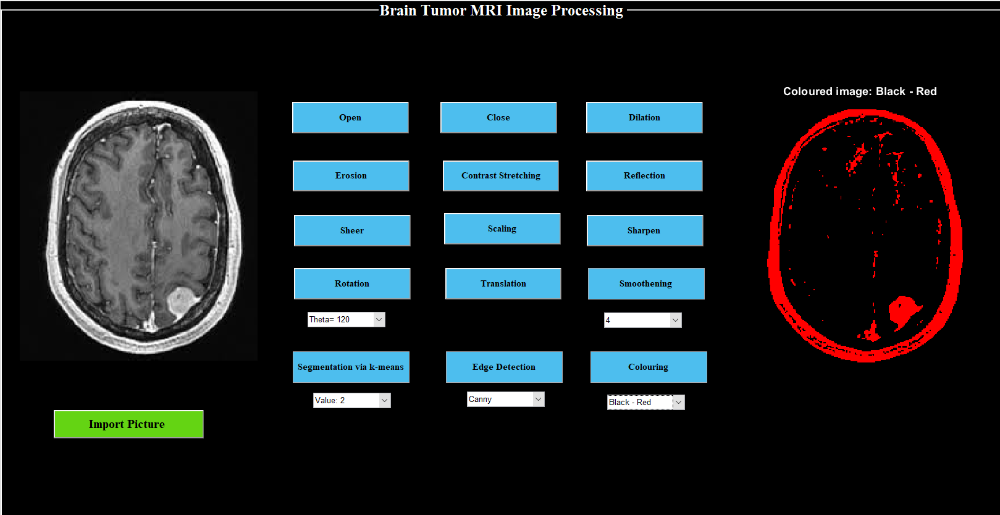 Brain Tumor MRI Image Processing
Coloured image: Black - Red
Open
Close
Dilation
Erosion
Contrast Stretching
Reflection
Sheer
Scaling
Sharpen
Rotation
Translation
Smoothening
Theta= 120
4
Segmentation via k-means
Edge Detection
Colouring
Value: 2
Canny
Black - Red
Import Picture